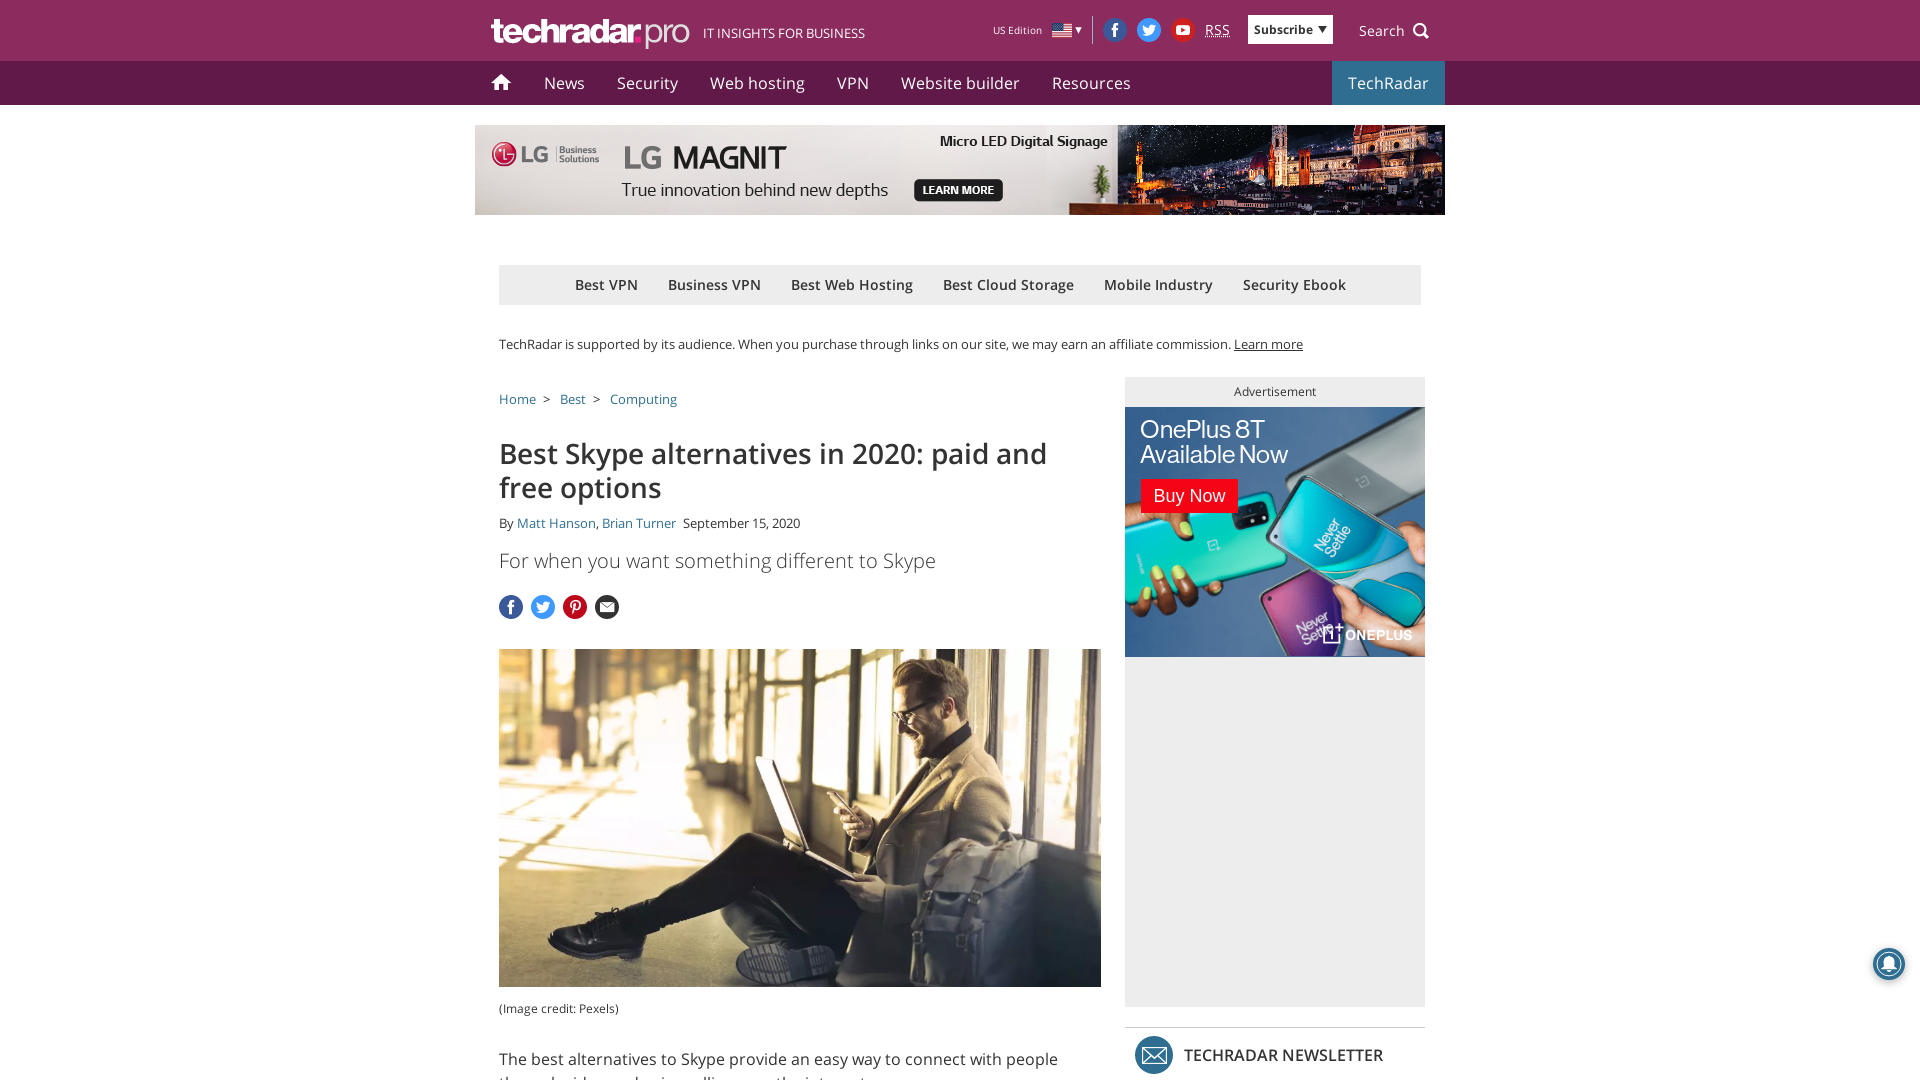 techradar.pro IT INSIGHTS FOR BUSINESS
US Edition
RSS
Subscribe
Search
News Security Web hosting VPN Website builder Resources TechRadar
LG Business Solutions
LG MAGNIT
True innovation behind new depths
Micro LED Digital Signage
LEARN MORE
Best VPN Business VPN Best Web Hosting Best Cloud Storage Mobile Industry Security Ebook
TechRadar is supported by its audience. When you purchase through links on our site, we may earn an affiliate commission. Learn more
Home > Best > Computing
Best Skype alternatives in 2020: paid and
free options
By Matt Hanson, Brian Turner September 15, 2020
For when you want something different to Skype
(Image credit: Pexels)
The best alternatives to Skype provide an easy way to connect with people
Advertisement
OnePlus 8T
Available Now
Buy Now
Never
Settle
Never
Settle
ONEPLUS
TECHRADAR NEWSLETTER